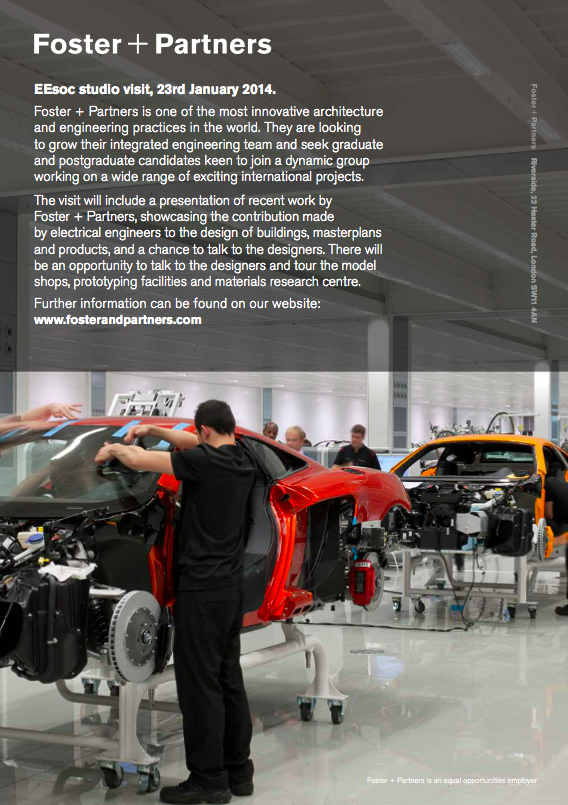 Foster + Partners
EEsoc studio visit, 23rd January 2014.
Foster + Partners is one of the most innovative architecture
and engineering practices in the world. They are looking
to grow their integrated engineering team and seek graduate
and postgraduate candidates keen to join a dynamic group
working on a wide range of exciting international projects.
The visit will include a presentation of recent work by
Foster + Partners, showcasing the contribution made
by electrical engineers to the design of buildings, masterplans
and products, and a chance to talk to the designers. There will
be an opportunity to talk to the designers and tour the model
shops, prototyping facilities and materials research centre.
Further information can be found on our website:
www.fosterandpartners.com
Foster + Partners Riverside, 22 Hester Road, London SW11 4AN
Foster + Partners is an equal opportunities employer